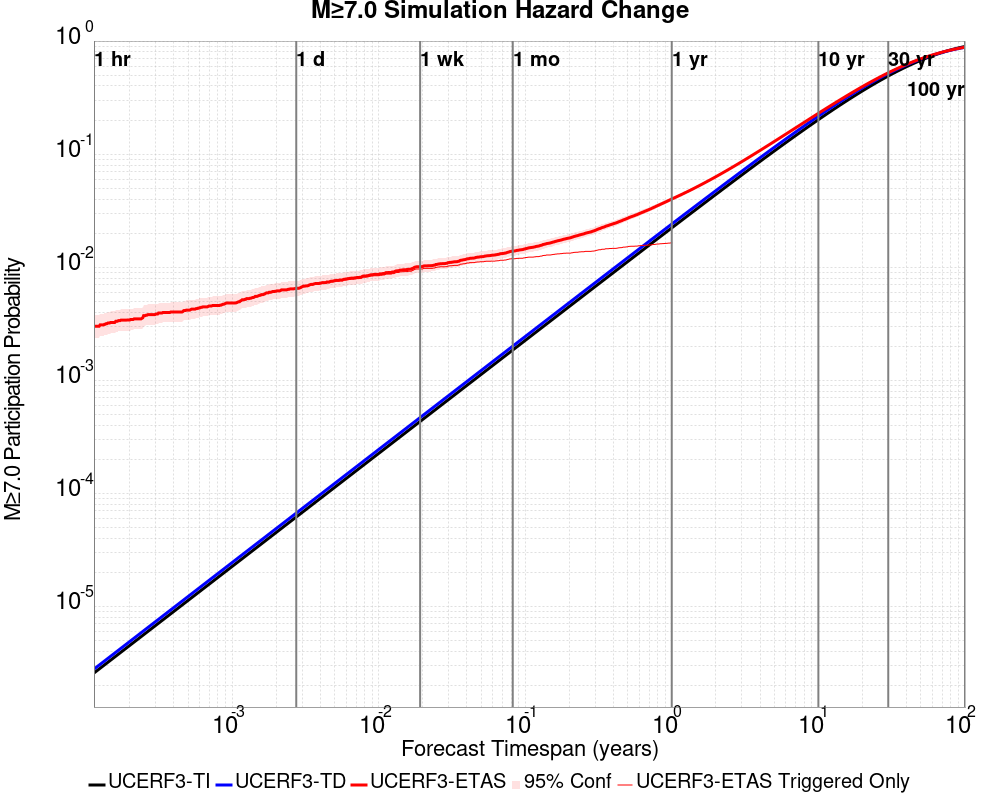 M≥7.0 Simulation Hazard Change
1 hr 1 d 1 wk 1 mo 1 yr 10 yr 30 yr
100 yr
10^0
10^-1
10^-2
10^-3
10^-4
10^-5
M≥7.0 Participation Probability
10^-3 10^-2 10^-1 10^0 10^1 10^2
Forecast Timespan (years)
UCERF3-TI UCERF3-TD UCERF3-ETAS 95% Conf UCERF3-ETAS Triggered Only